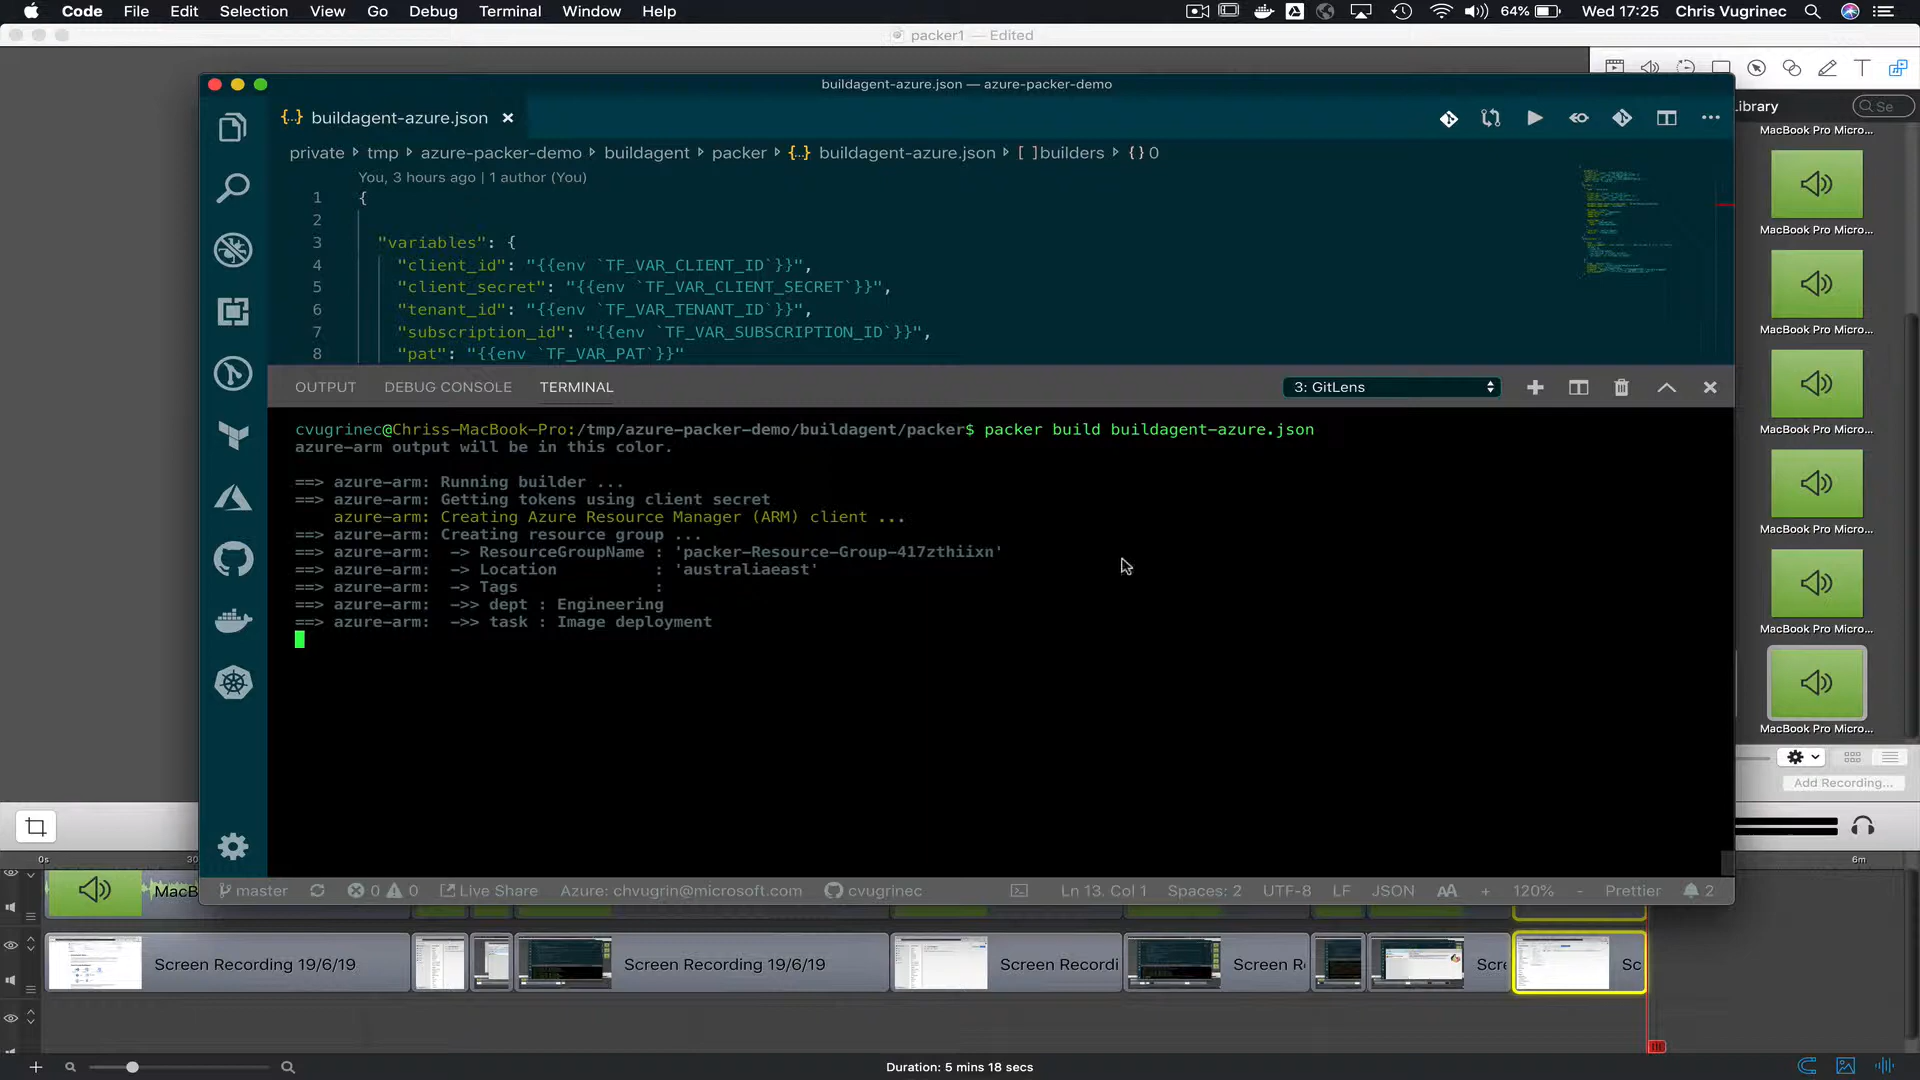 Code File Edit Selection View Go Debug Terminal Window Help 64% Wed 17:25 Chris Vugrinec
packer1 — Edited
buildagent-azure.json — azure-packer-demo
{..} buildagent-azure.json ×
private tmp azure-packer-demo buildagent packer {..} buildagent-azure.json [ ]builders {} 0
You, 3 hours ago | 1 author (You)
1 {
2
3 "variables": {
4 "client_id": "{{env `TF_VAR_CLIENT_ID`}}",
5 "client_secret": "{{env `TF_VAR_CLIENT_SECRET`}}",
6 "tenant_id": "{{env `TF_VAR_TENANT_ID`}}",
7 "subscription_id": "{{env `TF_VAR_SUBSCRIPTION_ID`}}",
8 "pat": "{{env `TF_VAR_PAT`}}"
OUTPUT DEBUG CONSOLE TERMINAL 3: GitLens
cvugrinec@Chriss-MacBook-Pro:/tmp/azure-packer-demo/buildagent/packer$ packer build buildagent-azure.json
azure-arm output will be in this color.
==> azure-arm: Running builder ...
==> azure-arm: Getting tokens using client secret
azure-arm: Creating Azure Resource Manager (ARM) client ...
==> azure-arm: Creating resource group ...
==> azure-arm: -> ResourceGroupName : 'packer-Resource-Group-417zthiixn'
==> azure-arm: -> Location : 'australiaeast'
==> azure-arm: -> Tags :
==> azure-arm: ->> dept : Engineering
==> azure-arm: ->> task : Image deployment
master 0 0 Live Share Azure: chvugrin@microsoft.com cvugrinec Ln 13, Col 1 Spaces: 2 UTF-8 LF JSON AA + 120% - Prettier 2
Library Se
MacBook Pro Micro...
MacBook Pro Micro...
MacBook Pro Micro...
MacBook Pro Micro...
MacBook Pro Micro...
MacBook Pro Micro...
MacBook Pro Micro...
Add Recording...
0s 30 6m
MacB
Screen Recording 19/6/19 Screen Recording 19/6/19 Screen Recordi Screen R Scre Sc
Duration: 5 mins 18 secs